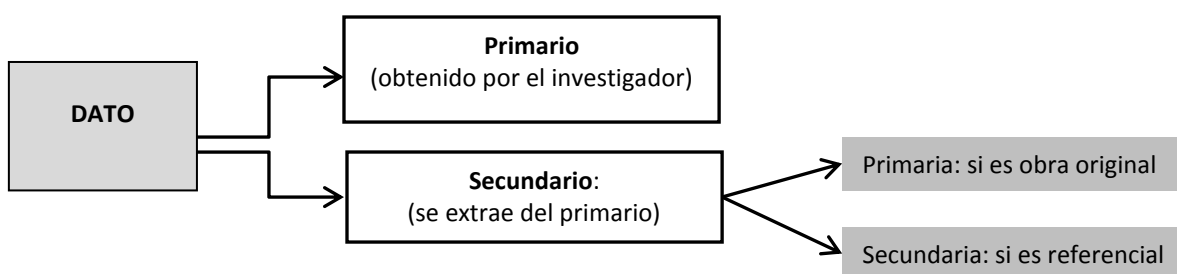 DATO
Primario
(obtenido por el investigador)
Secundario:
(se extrae del primario)
Primaria: si es obra original
Secundaria: si es referencial